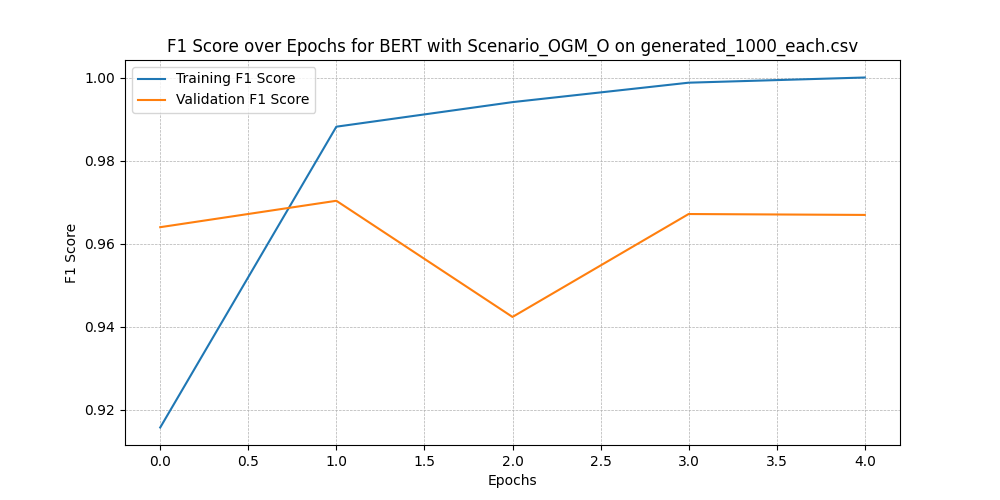 F1 Score over Epochs for BERT with Scenario_OGM_O on generated_1000_each.csv
Training F1 Score
Validation F1 Score
F1 Score
1.00
0.98
0.96
0.94
0.92
0.0 0.5 1.0 1.5 2.0 2.5 3.0 3.5 4.0
Epochs